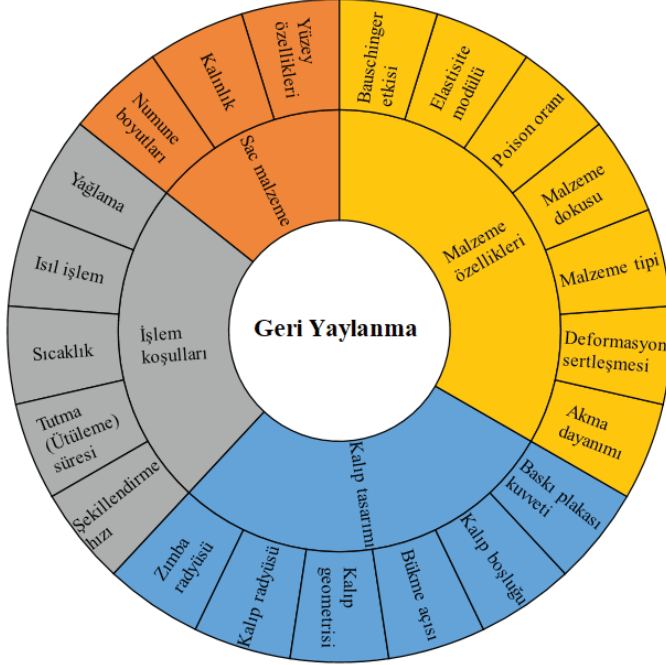 Geri Yaylanma
Malzeme
özellikleri
Bauschinger
etkisi
Elastisite
modülü
Poison oranı
Malzeme
dokusu
Malzeme tipi
Deformasyon
sertleşmesi
Akma
dayanımı
Kalıp tasarımı
Baskı plakası
kuvveti
Kalıp boşluğu
Bükme açısı
Kalıp
geometrisi
Kalıp radyüsü
Zımba
radyüsü
İşlem
koşulları
Şekillendirme
hızı
Tutma
(Ütüleme)
süresi
Sıcaklık
Isıl işlem
Yağlama
Sac malzeme
Numune
boyutları
Kalınlık
Yüzey
özellikleri